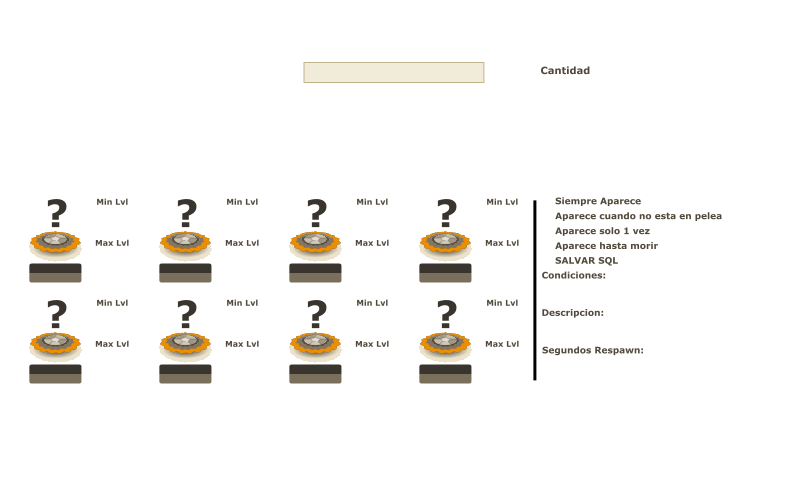 Cantidad
? Min Lvl ? Min Lvl ? Min Lvl ? Min Lvl
Max Lvl Max Lvl Max Lvl Max Lvl
? Min Lvl ? Min Lvl ? Min Lvl ? Min Lvl
Max Lvl Max Lvl Max Lvl Max Lvl
Siempre Aparece
Aparece cuando no esta en pelea
Aparece solo 1 vez
Aparece hasta morir
SALVAR SQL
Condiciones:
Descripcion:
Segundos Respawn: